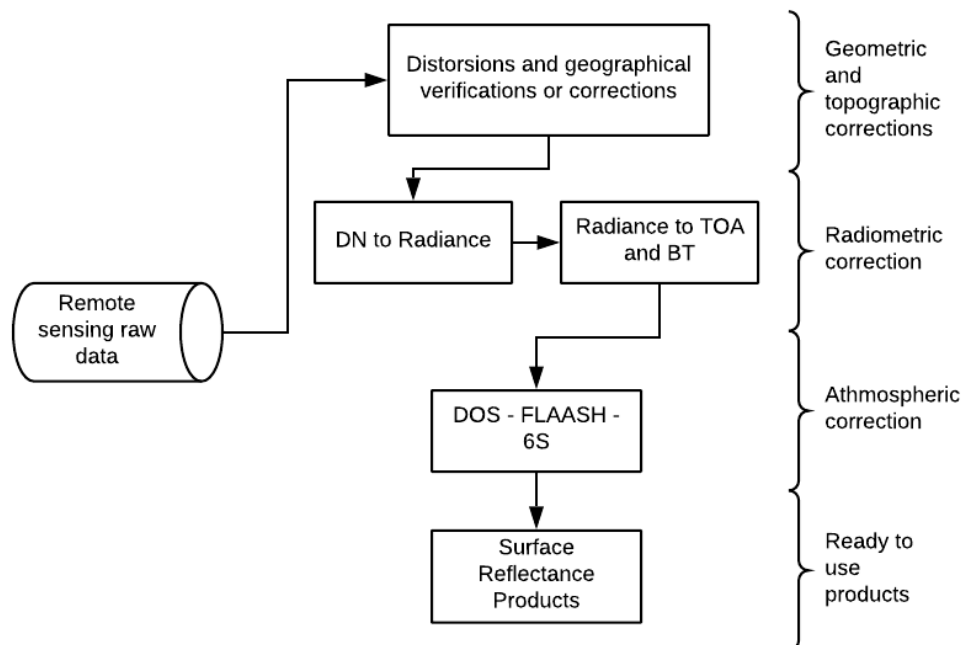 Distorsions and geographical
verifications or corrections
Geometric
and
topographic
corrections
DN to Radiance
Radiance to TOA
and BT
Radiometric
correction
Remote
sensing raw
data
DOS - FLAASH -
6S
Athmospheric
correction
Surface
Reflectance
Products
Ready to
use
products